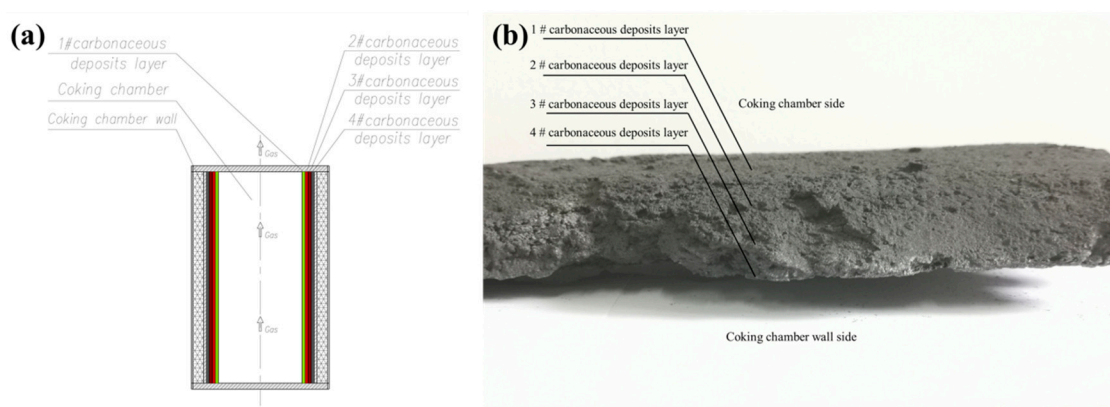 (a)
1#carbonaceous
deposits layer
Coking chamber
Coking chamber wall
2#carbonaceous
deposits layer
3#carbonaceous
deposits layer
4#carbonaceous
deposits layer
Gas
Gas
Gas
(b)
1 # carbonaceous deposits layer
2 # carbonaceous deposits layer
3 # carbonaceous deposits layer
4 # carbonaceous deposits layer
Coking chamber side
Coking chamber wall side